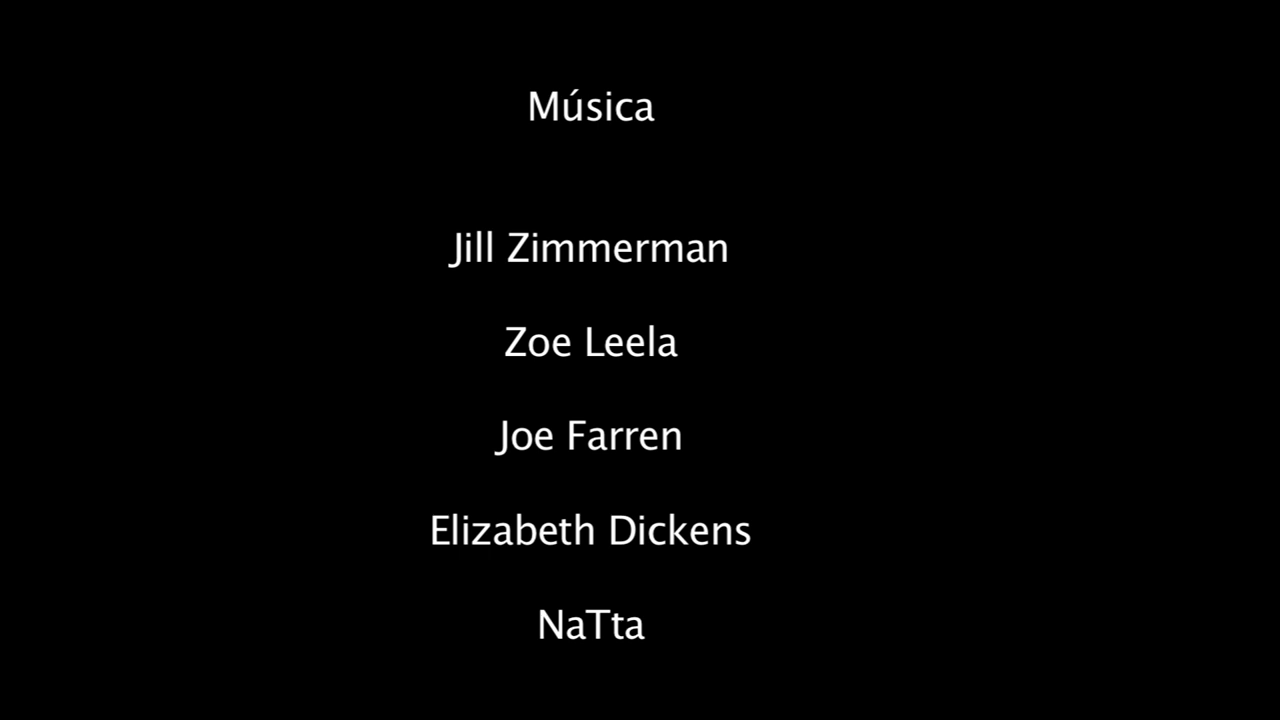 Música
Jill Zimmerman
Zoe Leela
Joe Farren
Elizabeth Dickens
NaTta